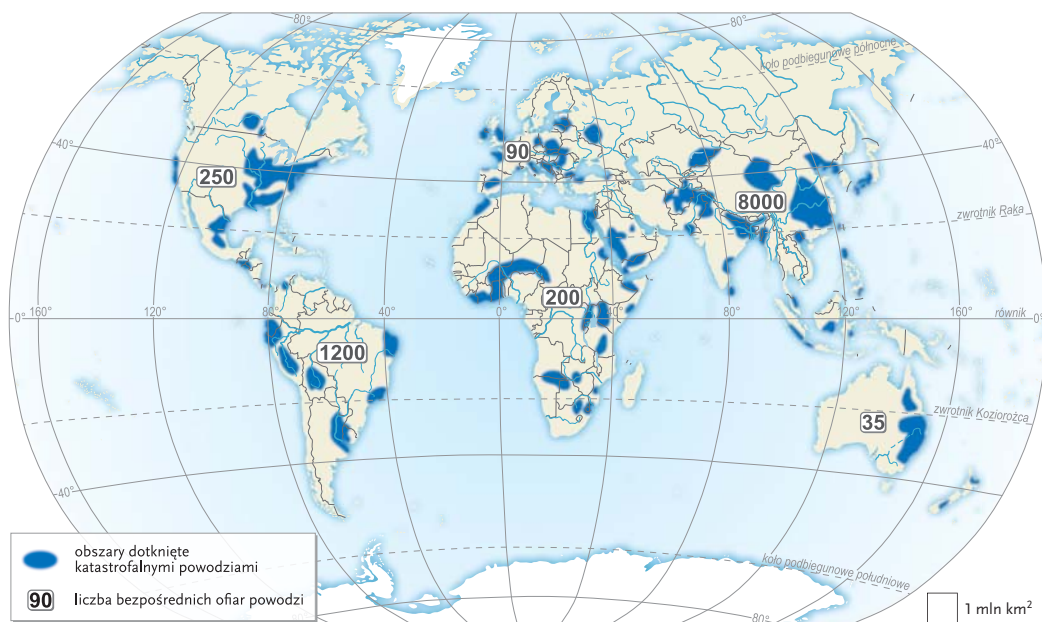 80°
80°
koło podbiegunowe północne
40°
40°
90
250
8000
zwrotnik Raka
200
0°
160°
120°
80°
40°
0°
40°
80°
120°
160°
równik
0°
1200
35
zwrotnik Koziorożca
40°
40°
koło podbiegunowe południowe
80°
80°
obszary dotknięte
katastrofalnymi powodziami
90 liczba bezpośrednich ofiar powodzi
1 mln km²